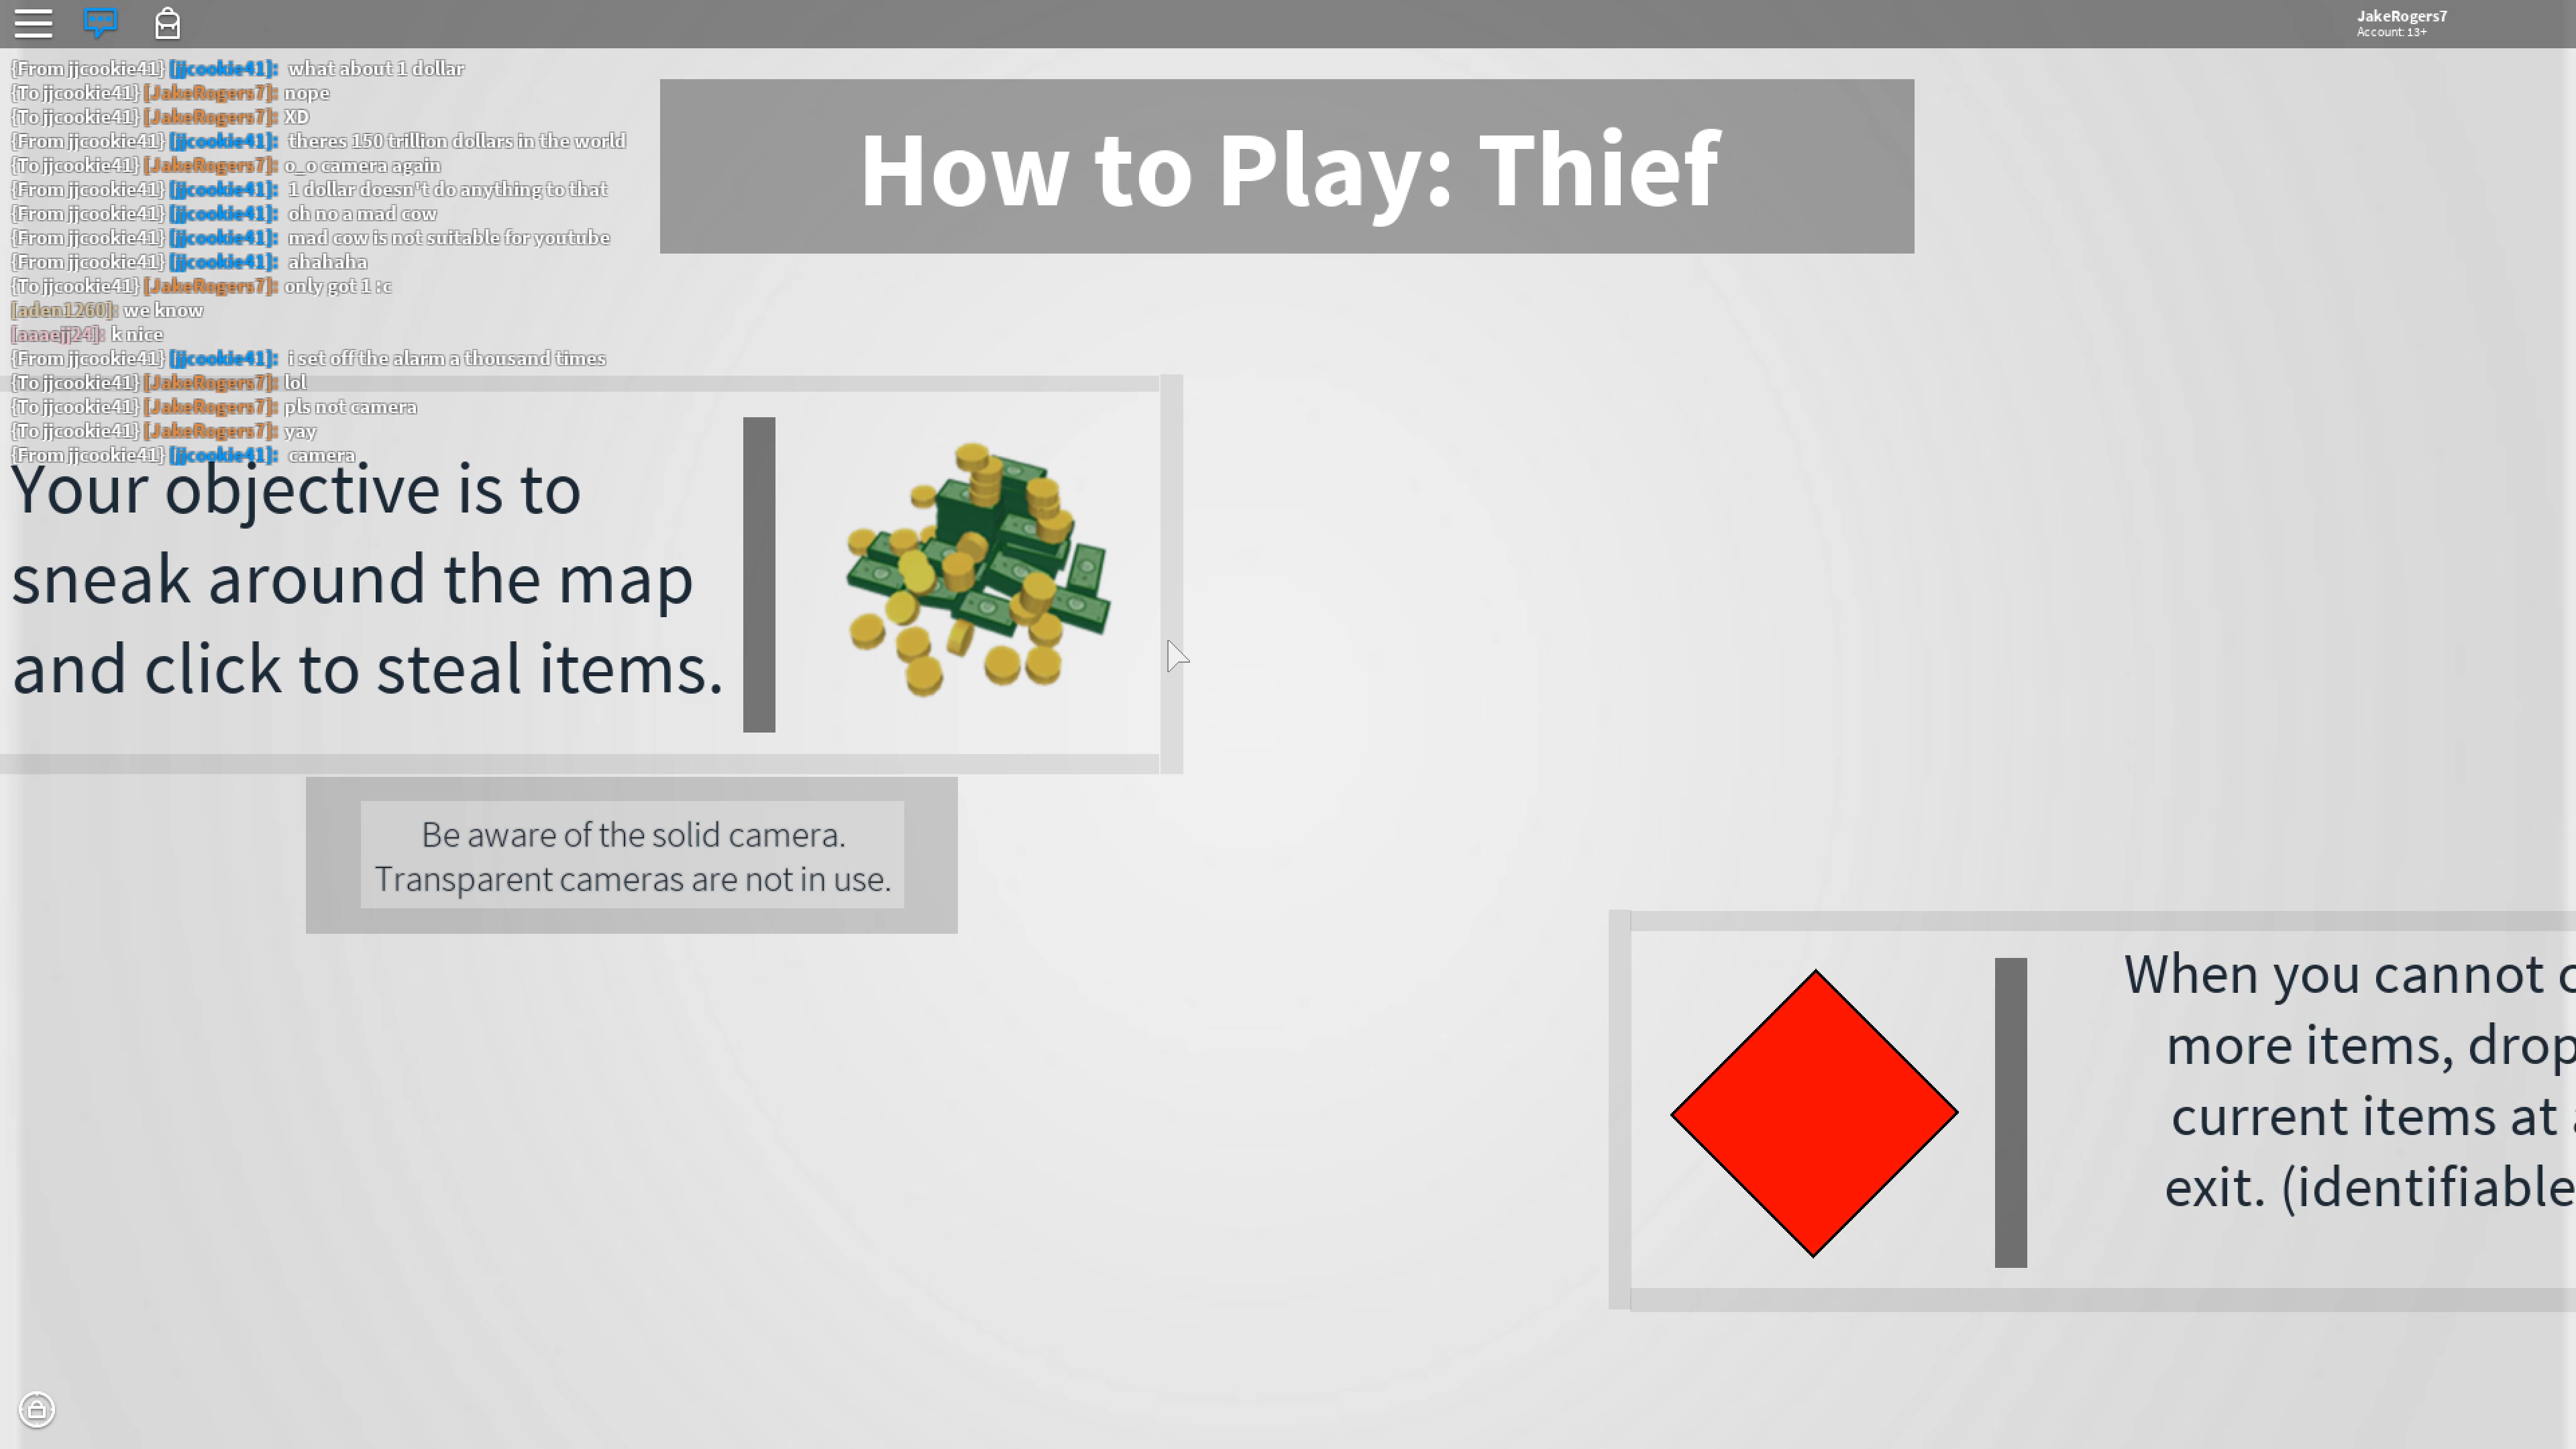 JakeRogers7
Account: 13+
{From jjcookie41} [jjcookie41]: what about 1 dollar
{To jjcookie41} [JakeRogers7]: nope
{To jjcookie41} [JakeRogers7]: XD
{From jjcookie41} [jjcookie41]: theres 150 trillion dollars in the world
{To jjcookie41} [JakeRogers7]: o_o camera again
{From jjcookie41} [jjcookie41]: 1 dollar doesn't do anything to that
{From jjcookie41} [jjcookie41]: oh no a mad cow
{From jjcookie41} [jjcookie41]: mad cow is not suitable for youtube
{From jjcookie41} [jjcookie41]: ahahaha
{To jjcookie41} [JakeRogers7]: only got 1 :c
[aden1260]: we know
[aaaejj24]: k nice
{From jjcookie41} [jjcookie41]: i set off the alarm a thousand times
{To jjcookie41} [JakeRogers7]: lol
{To jjcookie41} [JakeRogers7]: pls not camera
{To jjcookie41} [JakeRogers7]: yay
{From jjcookie41} [jjcookie41]: camera
How to Play: Thief
Your objective is to
sneak around the map
and click to steal items.
Be aware of the solid camera.
Transparent cameras are not in use.
When you cannot
more items, drop
current items at
exit. (identifiable